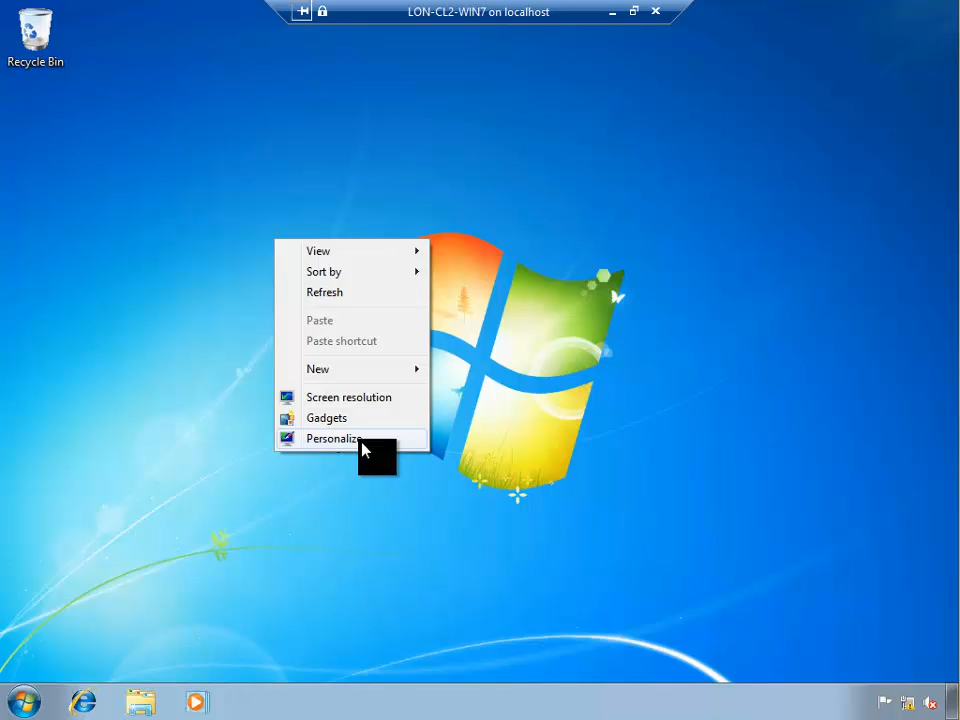 LON-CL2-WIN7 on localhost
Recycle Bin
View
Sort by
Refresh
Paste
Paste shortcut
New
Screen resolution
Gadgets
Personalize